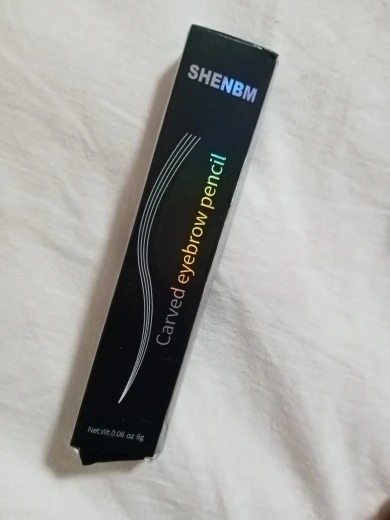 SHENBM
Carved eyebrow pencil
Net.Wt.0.06 oz 6g